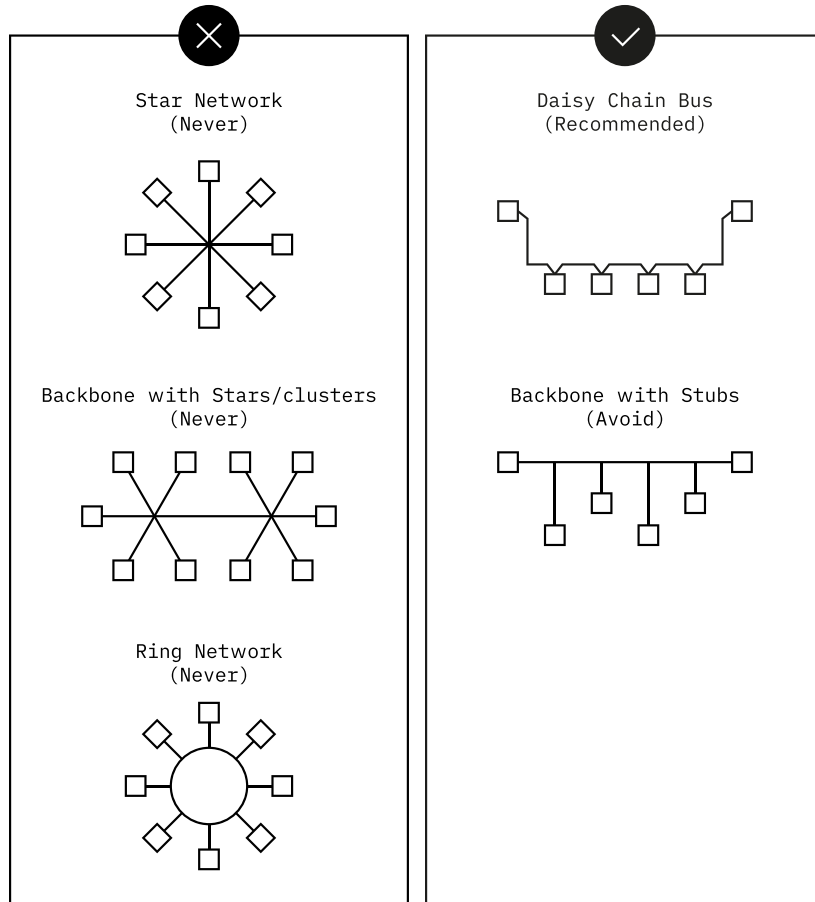 Star Network
(Never)
Backbone with Stars/clusters
(Never)
Ring Network
(Never)
Daisy Chain Bus
(Recommended)
Backbone with Stubs
(Avoid)